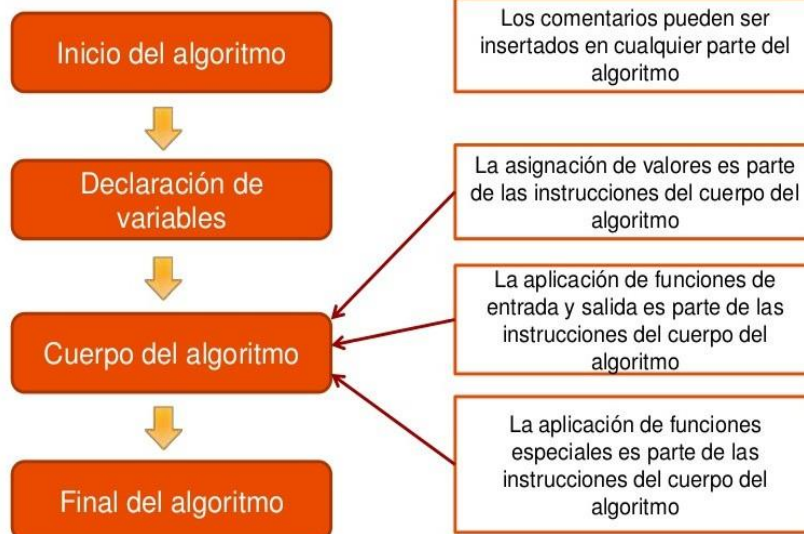 Inicio del algoritmo
Los comentarios pueden ser
insertados en cualquier parte del
algoritmo
Declaración de
variables
La asignación de valores es parte
de las instrucciones del cuerpo del
algoritmo
Cuerpo del algoritmo
La aplicación de funciones de
entrada y salida es parte de las
instrucciones del cuerpo del
algoritmo
Final del algoritmo
La aplicación de funciones
especiales es parte de las
instrucciones del cuerpo del
algoritmo